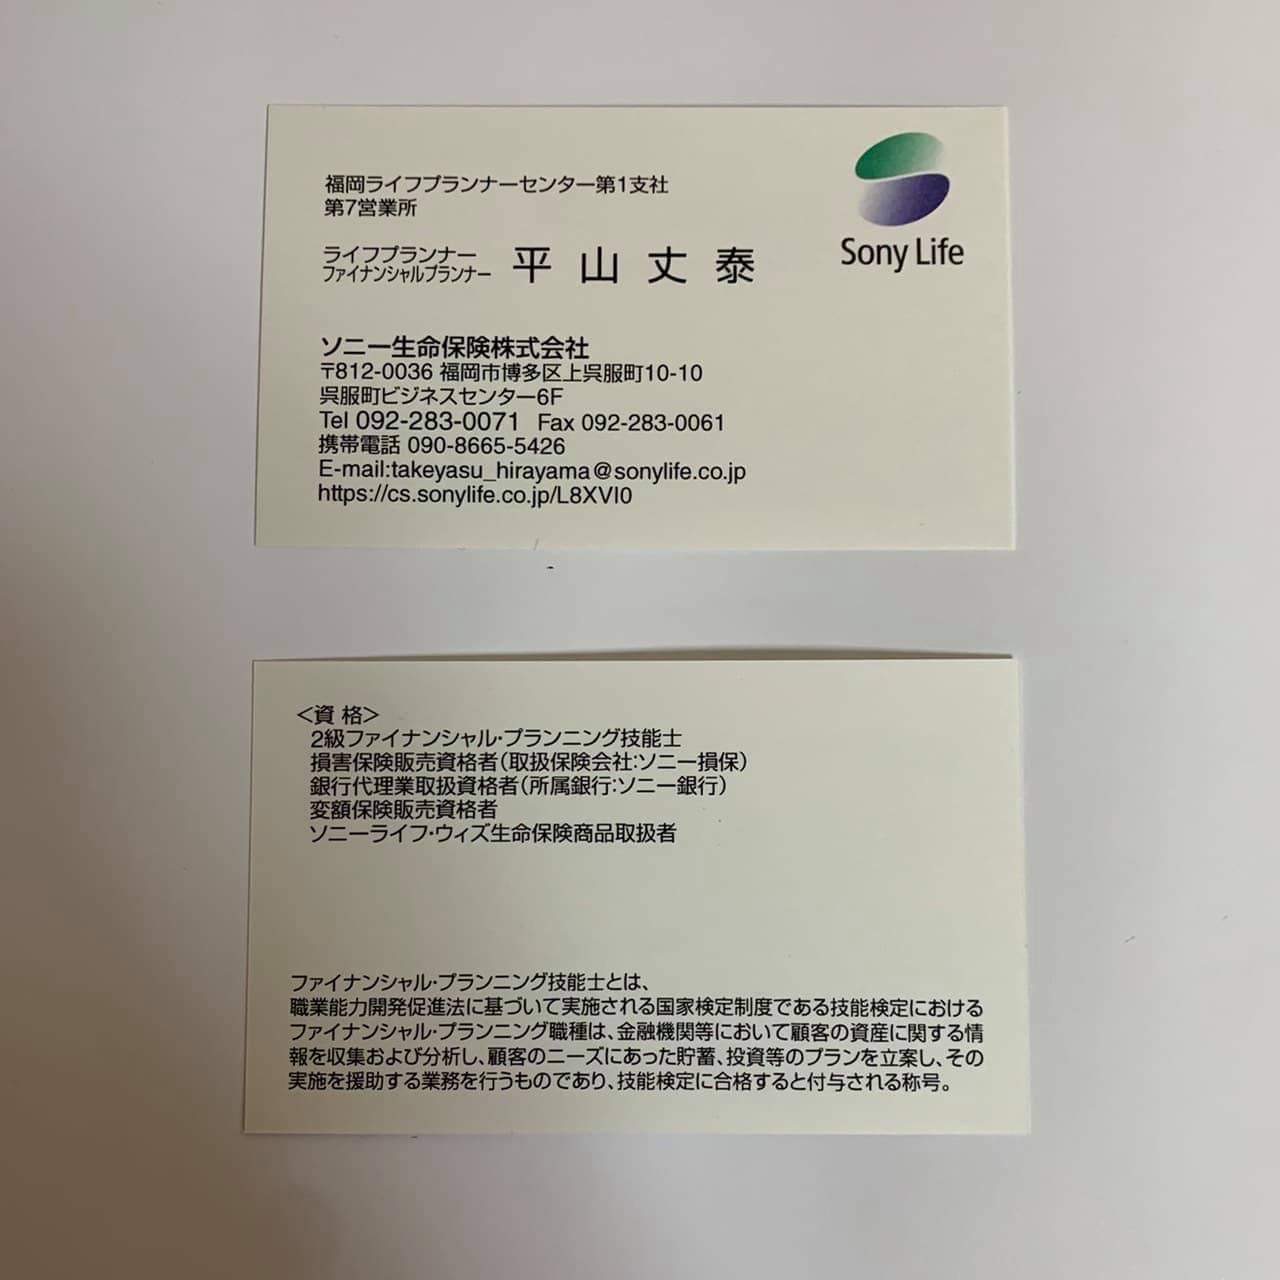 福岡ライフプランナーセンター第1支社
第7営業所
ライフプランナー
ファイナンシャルプランナー
平山丈泰
Sony Life
ソニー生命保険株式会社
〒812-0036 福岡市博多区上呉服町10-10
呉服町ビジネスセンター6F
Tel 092-283-0071 Fax 092-283-0061
携帯電話 090-8665-5426
E-mail:takeyasu_hirayama@sonylife.co.jp
https://cs.sonylife.co.jp/L8XVI0
<資 格>
2級ファイナンシャル・プランニング技能士
損害保険販売資格者(取扱保険会社:ソニー損保)
銀行代理業取扱資格者(所属銀行:ソニー銀行)
変額保険販売資格者
ソニーライフ・ウィズ生命保険商品取扱者
ファイナンシャル・プランニング技能士とは、
職業能力開発促進法に基づいて実施される国家検定制度である技能検定における
ファイナンシャル・プランニング職種は、金融機関等において顧客の資産に関する情
報を収集および分析し、顧客のニーズにあった貯蓄、投資等のプランを立案し、その
実施を援助する業務を行うものであり、技能検定に合格すると付与される称号。